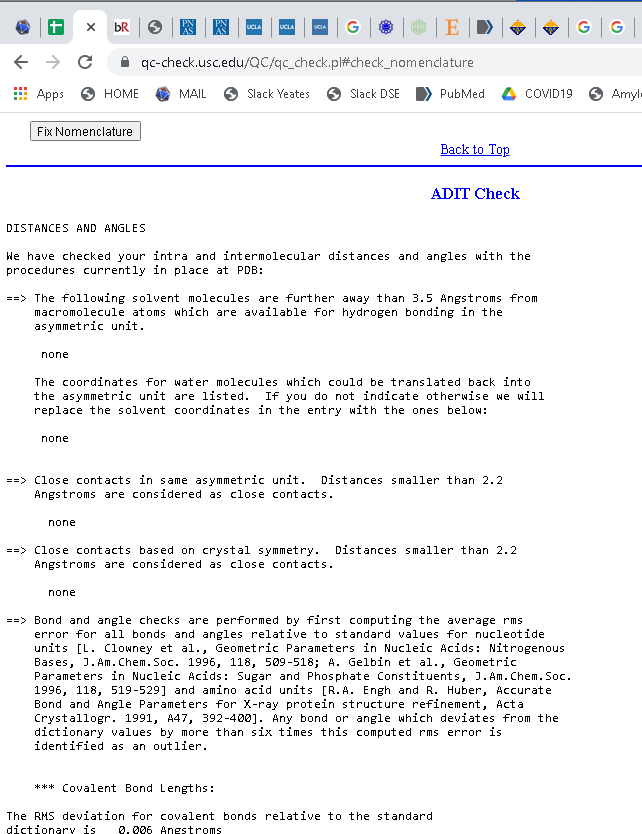 bR
PN
AS
PN
AS
UCLA
UCLA
UCLA
qc-check.usc.edu/QC/qc_check.pl#check_nomenclature
Apps HOME MAIL Slack Yeates Slack DSE PubMed COVID19 Amyl
Fix Nomenclature
Back to Top
ADIT Check
DISTANCES AND ANGLES
We have checked your intra and intermolecular distances and angles with the
procedures currently in place at PDB:
==> The following solvent molecules are further away than 3.5 Angstroms from
macromolecule atoms which are available for hydrogen bonding in the
asymmetric unit.
none
The coordinates for water molecules which could be translated back into
the asymmetric unit are listed.  If you do not indicate otherwise we will
replace the solvent coordinates in the entry with the ones below:
none
==> Close contacts in same asymmetric unit.  Distances smaller than 2.2
Angstroms are considered as close contacts.
none
==> Close contacts based on crystal symmetry.  Distances smaller than 2.2
Angstroms are considered as close contacts.
none
==> Bond and angle checks are performed by first computing the average rms
error for all bonds and angles relative to standard values for nucleotide
units [L. Clowney et al., Geometric Parameters in Nucleic Acids: Nitrogenous
Bases, J.Am.Chem.Soc. 1996, 118, 509-518; A. Gelbin et al., Geometric
Parameters in Nucleic Acids: Sugar and Phosphate Constituents, J.Am.Chem.Soc.
1996, 118, 519-529] and amino acid units [R.A. Engh and R. Huber, Accurate
Bond and Angle Parameters for X-ray protein structure refinement, Acta
Crystallogr. 1991, A47, 392-400]. Any bond or angle which deviates from the
dictionary values by more than six times this computed rms error is
identified as an outlier.
*** Covalent Bond Lengths:
The RMS deviation for covalent bonds relative to the standard
dictionary is   0.006 Angstroms